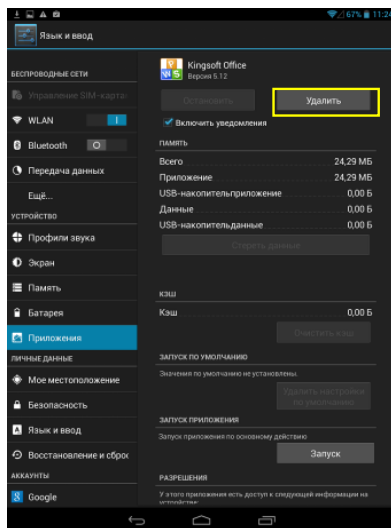 67% 11:24
Язык и ввод
БЕСПРОВОДНЫЕ СЕТИ
Управление SIM-карта
WLAN
Bluetooth
Передача данных
Ещё...
УСТРОЙСТВО
Профили звука
Экран
Память
Батарея
Приложения
ЛИЧНЫЕ ДАННЫЕ
Мое местоположение
Безопасность
Язык и ввод
Восстановление и сброс
АККАУНТЫ
Google
Kingsoft Office
Версия 5.12
Остановить
Удалить
Включить уведомления
ПАМЯТЬ
Всего 24,29 МБ
Приложение 24,29 МБ
USB-накопительприложение 0,00 Б
Данные 0,00 Б
USB-накопительданные 0,00 Б
Стереть данные
КЭШ
Кэш 0,00 Б
Очистить кэш
ЗАПУСК ПО УМОЛЧАНИЮ
Значения по умолчанию не установлены.
Удалить настройки
по умолчанию
ЗАПУСК ПРИЛОЖЕНИЯ
Запуск приложения по основному действию
Запуск
РАЗРЕШЕНИЯ
У этого приложения есть доступ к следующей информации на
устройстве: